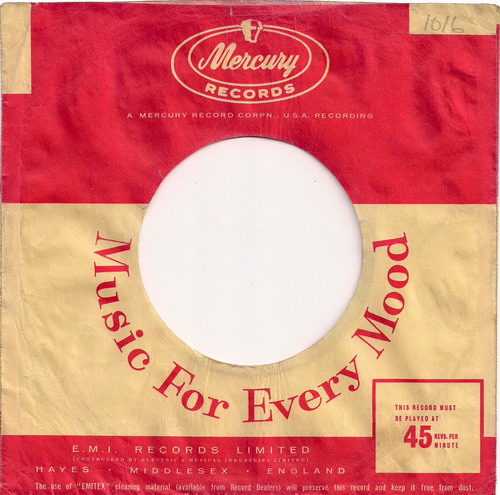 1016
Mercury
RECORDS
A MERCURY RECORD CORPN., U.S.A. RECORDING
Music For Every Mood
THIS RECORD MUST
BE PLAYED AT
45 REVS. PER
MINUTE
E.M.I. RECORDS LIMITED
(CONTROLLED BY ELECTRIC & MUSICAL INDUSTRIES LIMITED)
HAYES · MIDDLESEX · ENGLAND
The use of "EMITEX" cleaning material (available from Record Dealers) will preserve this record and keep it free from dust.